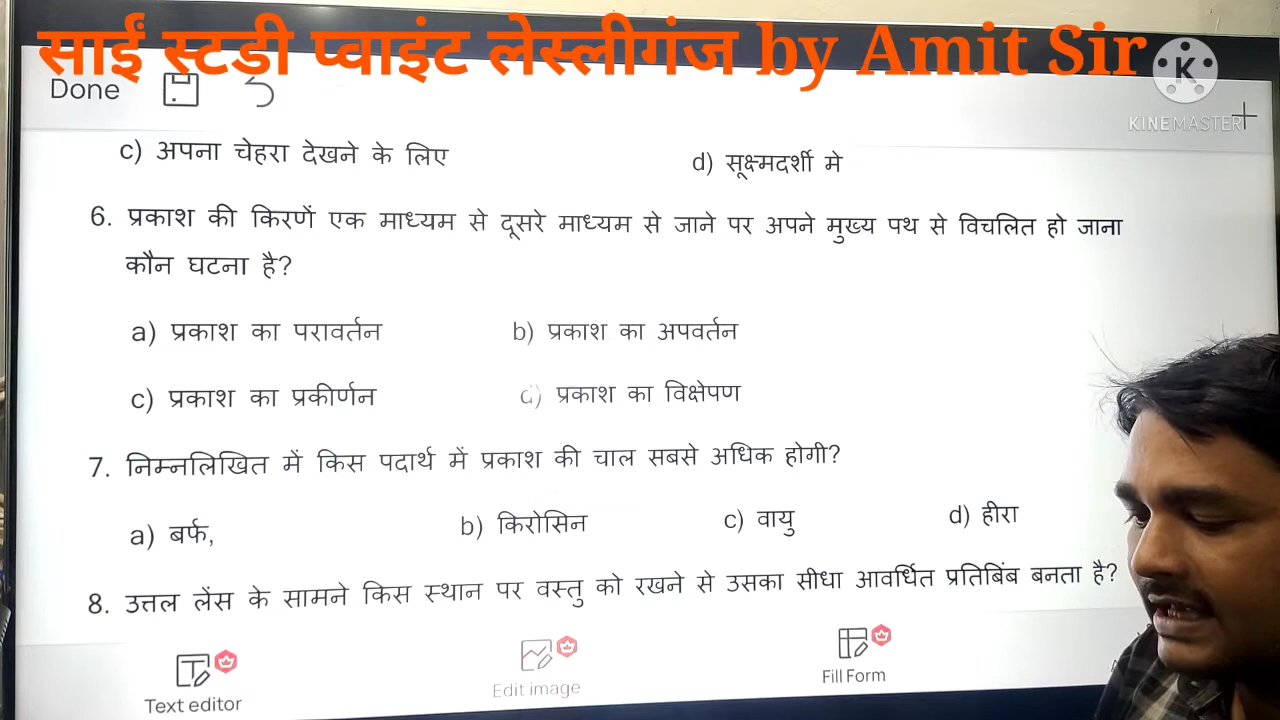 साईं स्टडी प्वाइंट लेस्लीगंज by Amit Sir
Done
K
KINEMASTER
c) अपना चेहरा देखने के लिए d) सूक्ष्मदर्शी मे
6. प्रकाश की किरणें एक माध्यम से दूसरे माध्यम से जाने पर अपने मुख्य पथ से विचलित हो जाना
कौन घटना है?
a) प्रकाश का परावर्तन b) प्रकाश का अपवर्तन
c) प्रकाश का प्रकीर्णन d) प्रकाश का विक्षेपण
7. निम्नलिखित में किस पदार्थ में प्रकाश की चाल सबसे अधिक होगी?
a) बर्फ, b) किरोसिन c) वायु d) हीरा
8. उत्तल लेंस के सामने किस स्थान पर वस्तु को रखने से उसका सीधा आवर्धित प्रतिबिंब बनता है?
Text editor Edit image Fill Form